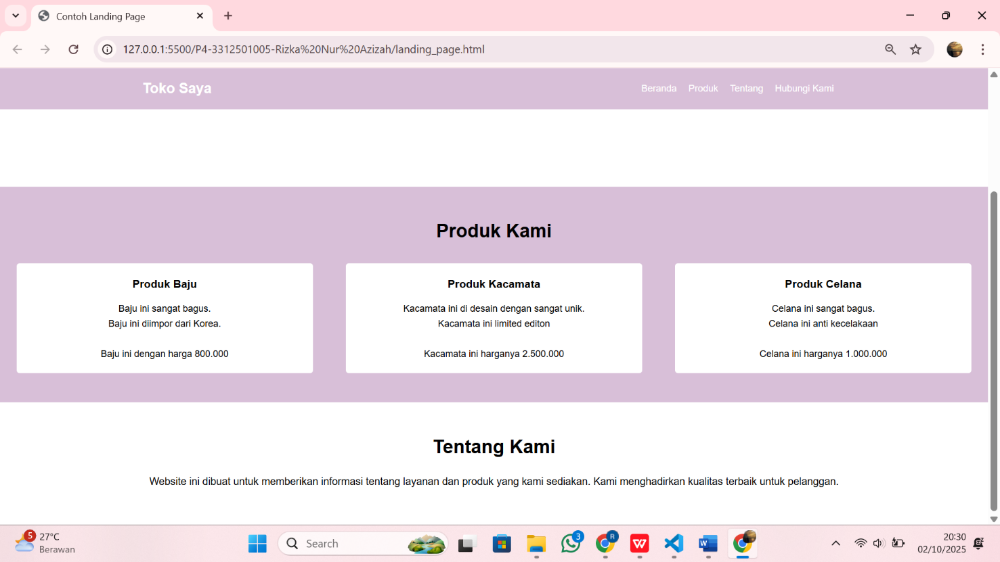 Contoh Landing Page
127.0.0.1:5500/P4-3312501005-Rizka%20Nur%20Azizah/landing_page.html
Toko Saya
Beranda Produk Tentang Hubungi Kami
Produk Kami
Produk Baju
Baju ini sangat bagus.
Baju ini diimpor dari Korea.
Baju ini dengan harga 800.000
Produk Kacamata
Kacamata ini di desain dengan sangat unik.
Kacamata ini limited editon
Kacamata ini harganya 2.500.000
Produk Celana
Celana ini sangat bagus.
Celana ini anti kecelakaan
Celana ini harganya 1.000.000
Tentang Kami
Website ini dibuat untuk memberikan informasi tentang layanan dan produk yang kami sediakan. Kami menghadirkan kualitas terbaik untuk pelanggan.
5
27°C
Berawan
Search
3
R
W
W
20:30
02/10/2025